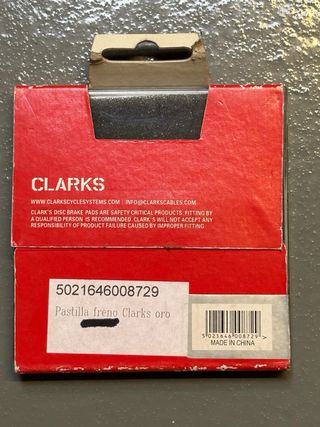 CLARKS
WWW.CLARKSCYCLESYSTEMS.COM | INFO@CLARKSCABLES.COM
CLARK'S DISC BRAKE PADS ARE SAFETY CRITICAL PRODUCTS. FITTING BY
A QUALIFIED PERSON IS RECOMMENDED. CLARK'S WILL NOT ACCEPT ANY
RESPONSIBILITY OF PRODUCT FAILURE CAUSED BY IMPROPER FITTING
5021646008729
Pastilla freno Clarks oro
5 021646 008729 >
MADE IN CHINA